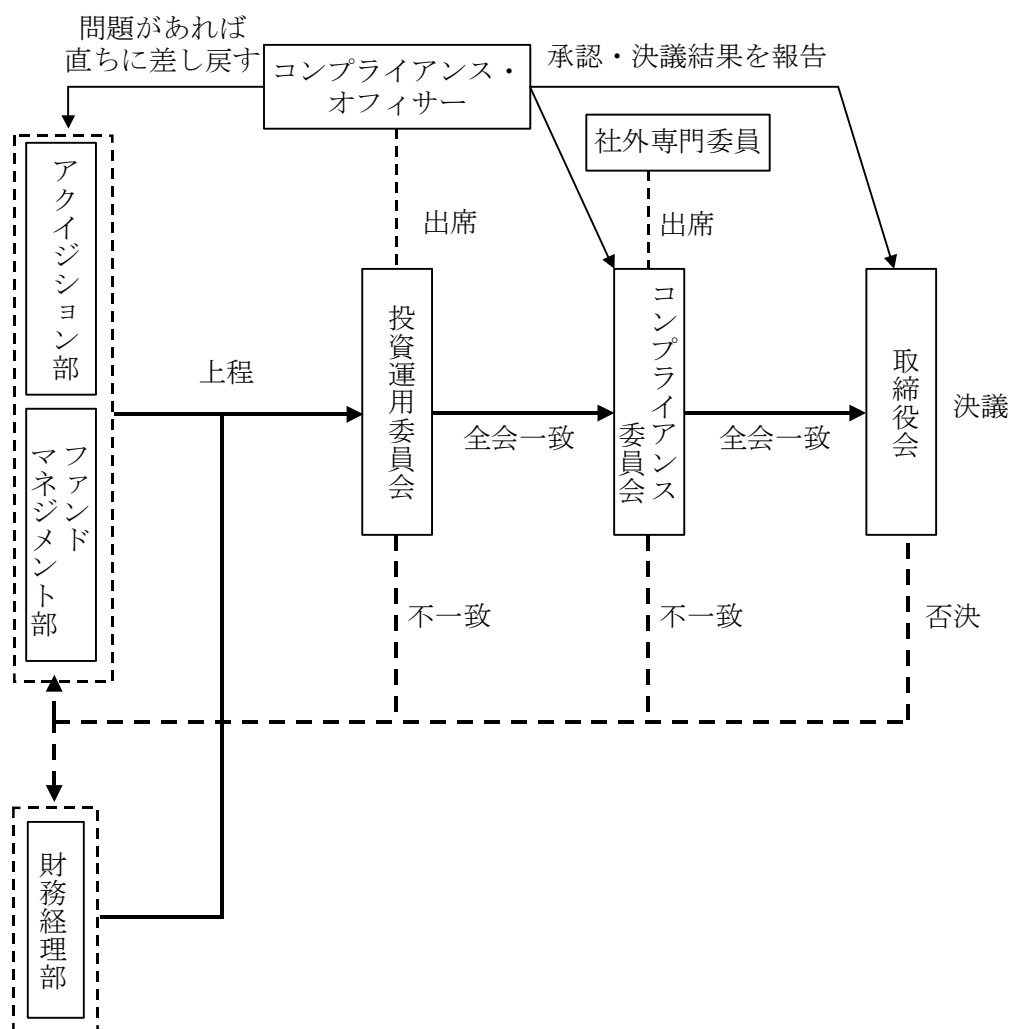 問題があれば
直ちに差し戻す
コンプライアンス・
オフィサー
承認・決議結果を報告
社外専門委員
出席
出席
アクイジション部
ファンド
マネジメント部
上程
投資運用委員会
全会一致
コンプライアンス
委員会
全会一致
取締役会
決議
不一致
不一致
否決
財務経理部